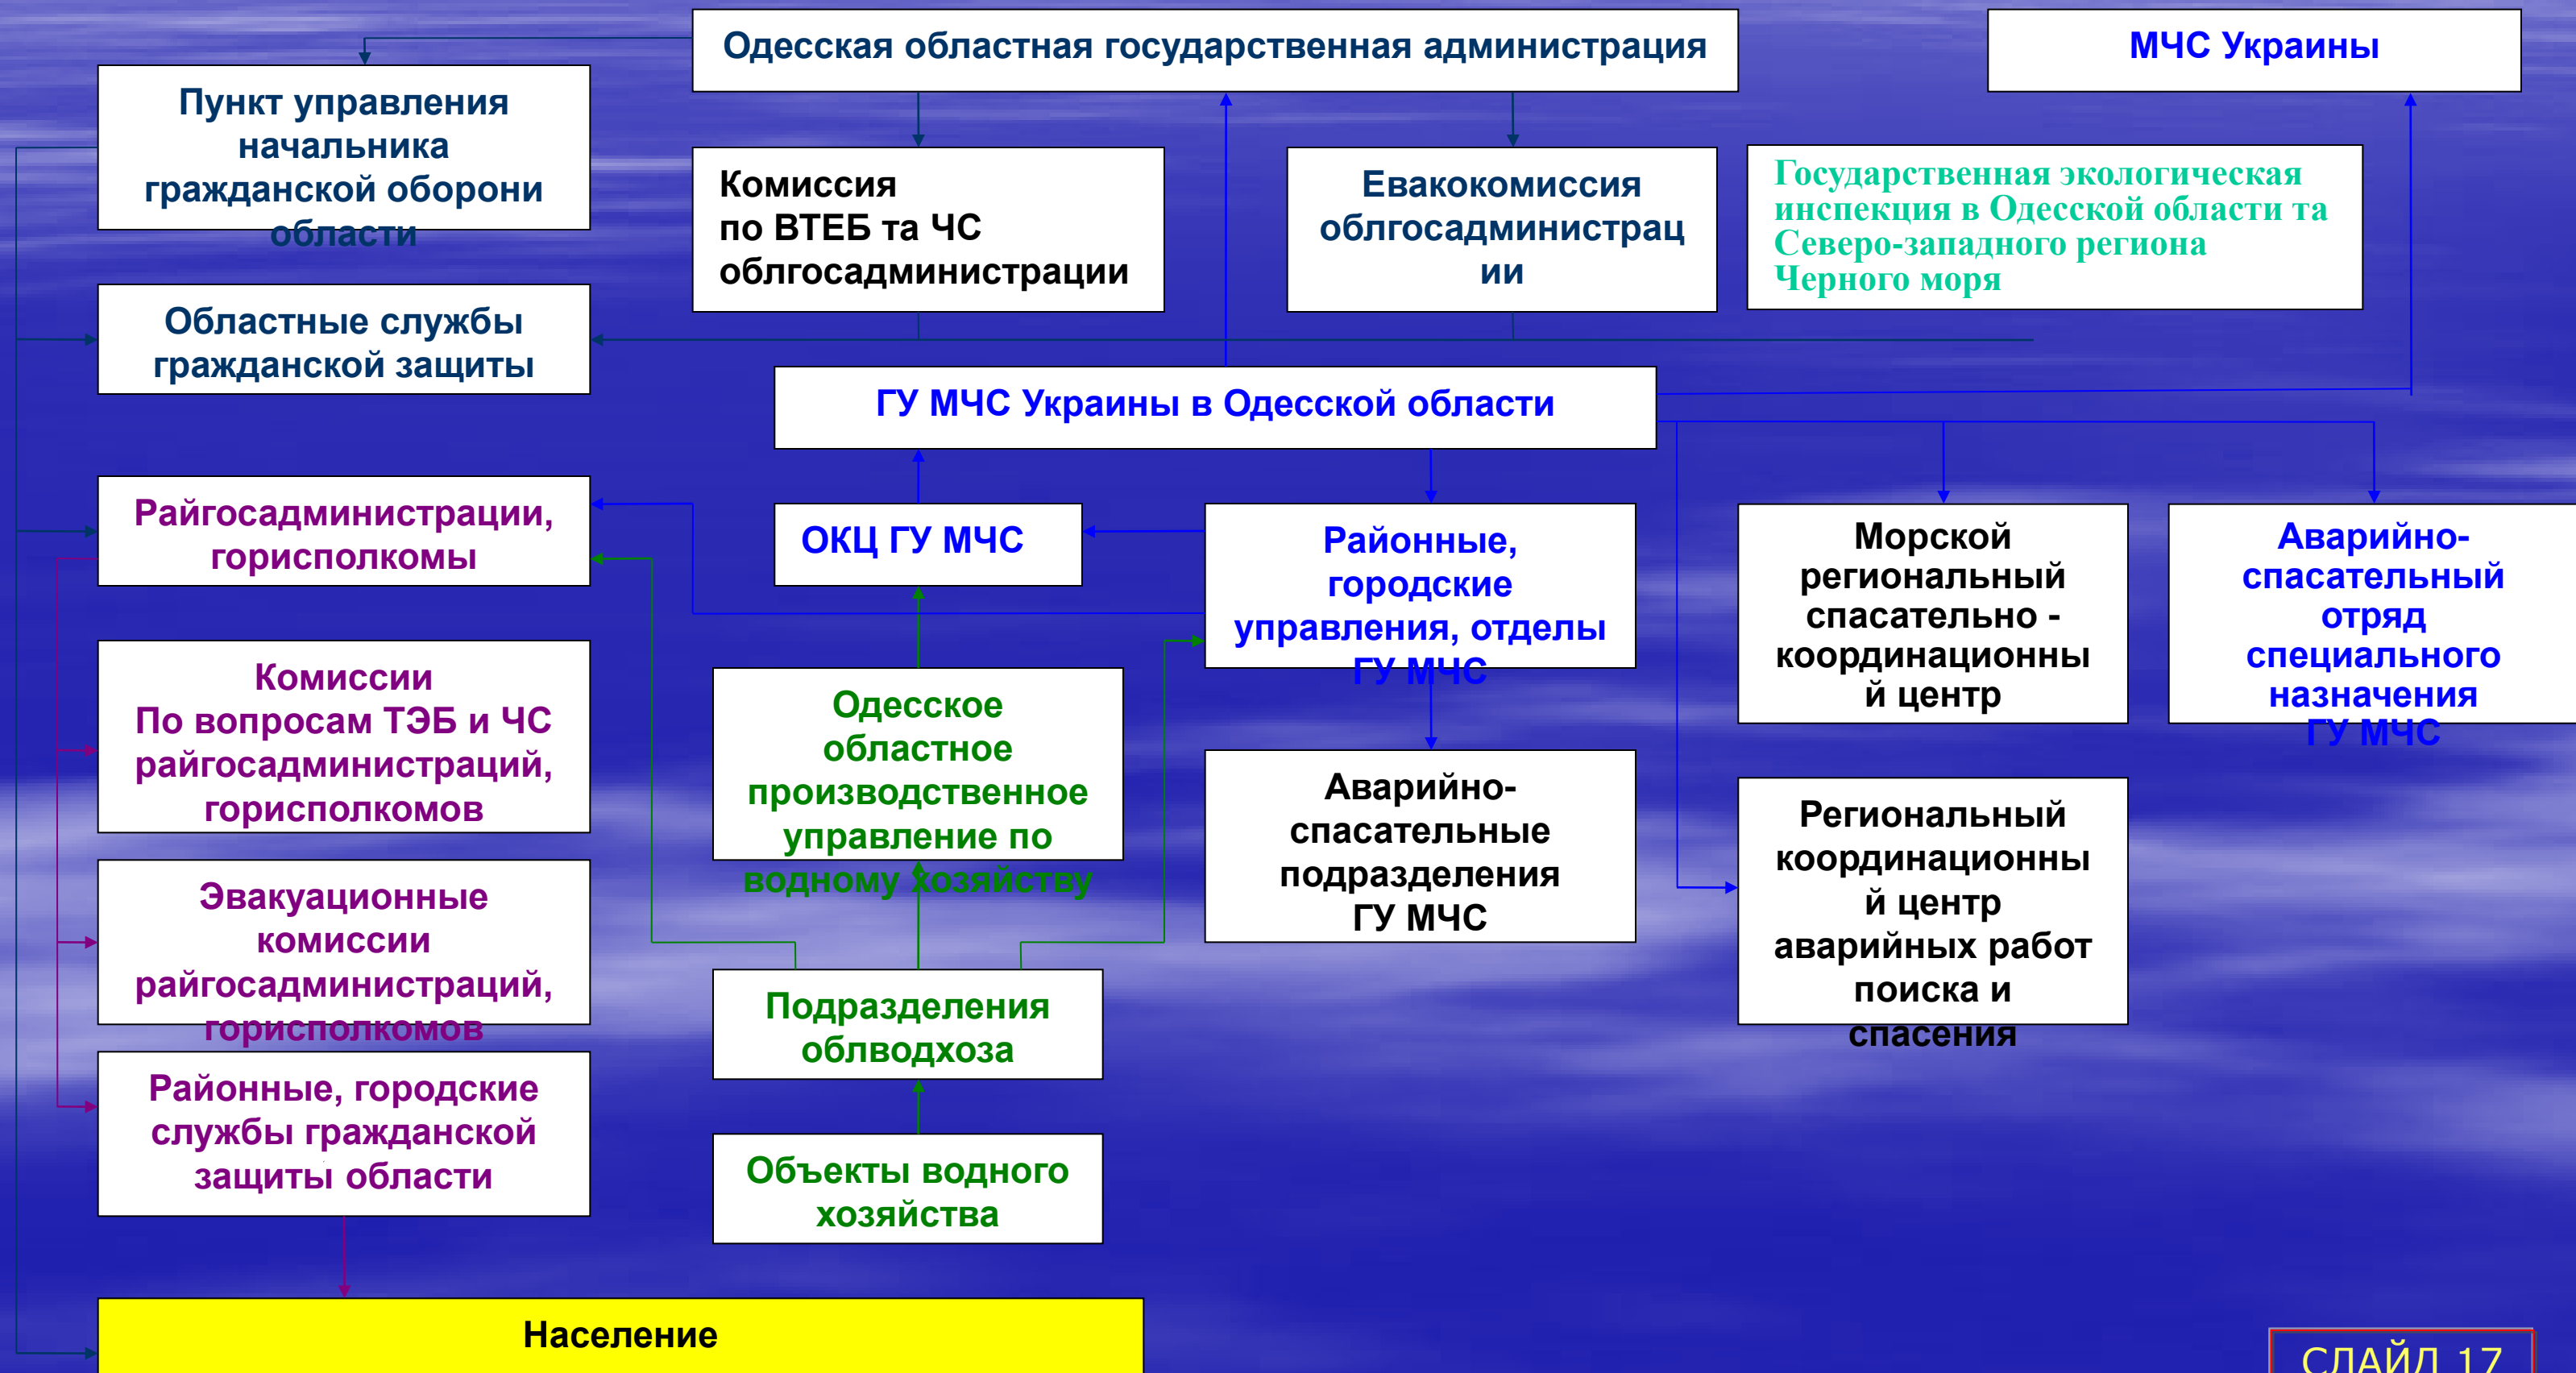 Одесская областная государственная администрация
МЧС Украины
Пункт управления
начальника
гражданской оборони
области
Комиссия
по ВТЕБ та ЧС
облгосадминистрации
Евакокомиссия
облгосадминистрац
ии
Государственная экологическая
инспекция в Одесской области та
Северо-западного региона
Черного моря
Областные службы
гражданской защиты
ГУ МЧС Украины в Одесской области
Райгосадминистрации,
горисполкомы
ОКЦ ГУ МЧС
Районные,
городские
управления, отделы
ГУ МЧС
Морской
региональный
спасательно -
координационны
й центр
Аварийно-
спасательный
отряд
специального
назначения
ГУ МЧС
Комиссии
По вопросам ТЭБ и ЧС
райгосадминистраций,
горисполкомов
Одесское
областное
производственное
управление по
водному хозяйству
Аварийно-
спасательные
подразделения
ГУ МЧС
Региональный
координационны
й центр
аварийных работ
поиска и
спасения
Эвакуационные
комиссии
райгосадминистраций,
горисполкомов
Подразделения
облводхоза
Районные, городские
службы гражданской
защиты области
Объекты водного
хозяйства
Население
СЛАЙД 17